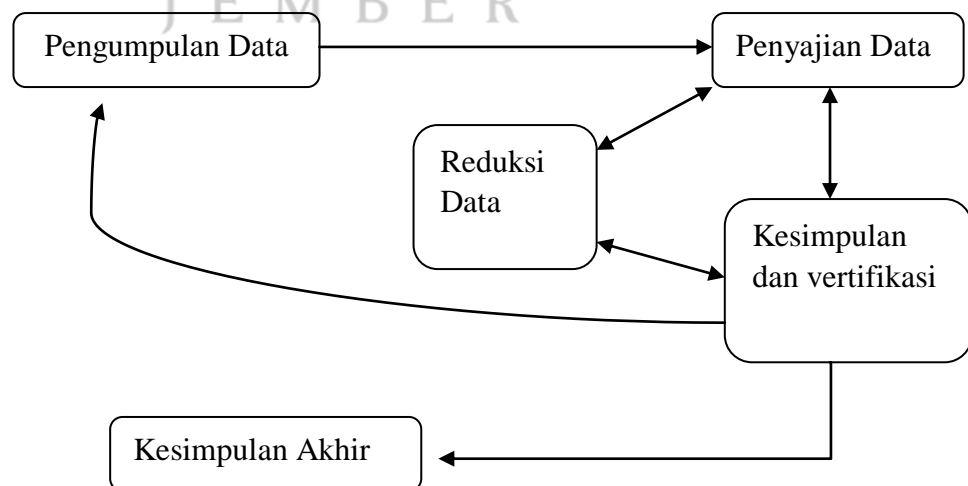 J E M B E R
Pengumpulan Data
Penyajian Data
Reduksi
Data
Kesimpulan
dan vertifikasi
Kesimpulan Akhir